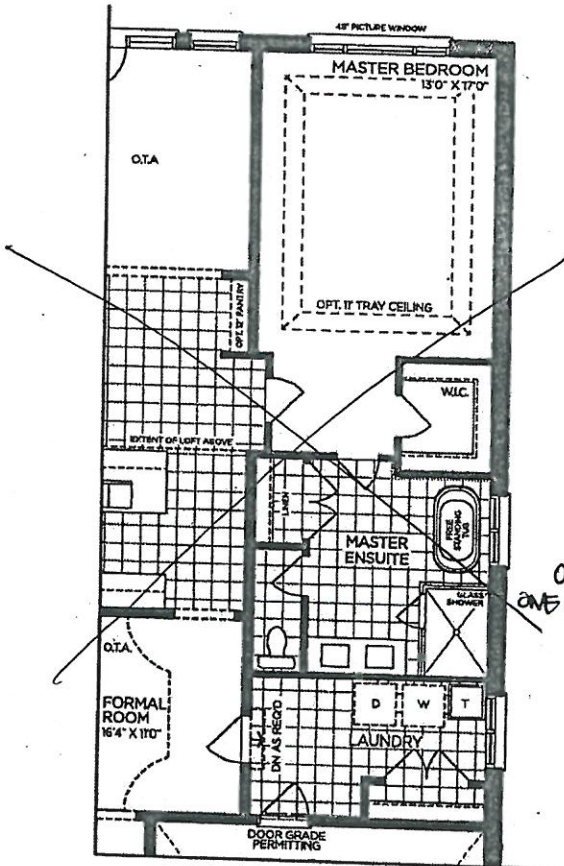 48" PICTURE WINDOW
MASTER BEDROOM
13'0" X 17'0"
O.T.A
OPT. 12' PANTRY
OPT. 11' TRAY CEILING
W.I.C.
EXTENT OF LOFT ABOVE
LINEN
FREE
STANDING
TUB
MASTER
ENSUITE
GLASS
SHOWER
O.T.A.
FORMAL
ROOM
16'4" X 11'0"
DN AS REQ'D
D
W
T
LAUNDRY
DOOR GRADE
PERMITTING